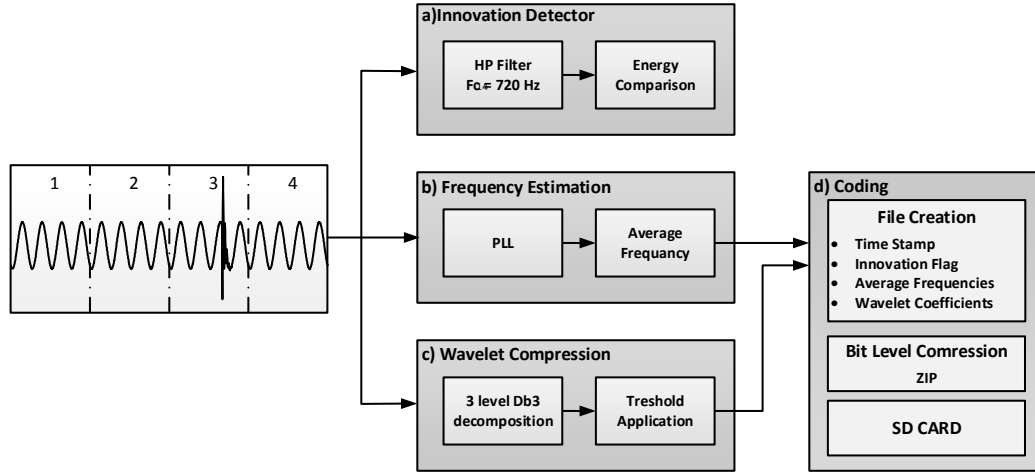 a)Innovation Detector
HP Filter
= 720 Hz
Energy
Comparison
1 2 3 4
b) Frequency Estimation
PLL
Average
Frequancy
c) Wavelet Compression
3 level Db3
decomposition
Treshold
Application
d) Coding
File Creation
• Time Stamp
• Innovation Flag
• Average Frequencies
• Wavelet Coefficients
Bit Level Comression
ZIP
SD CARD